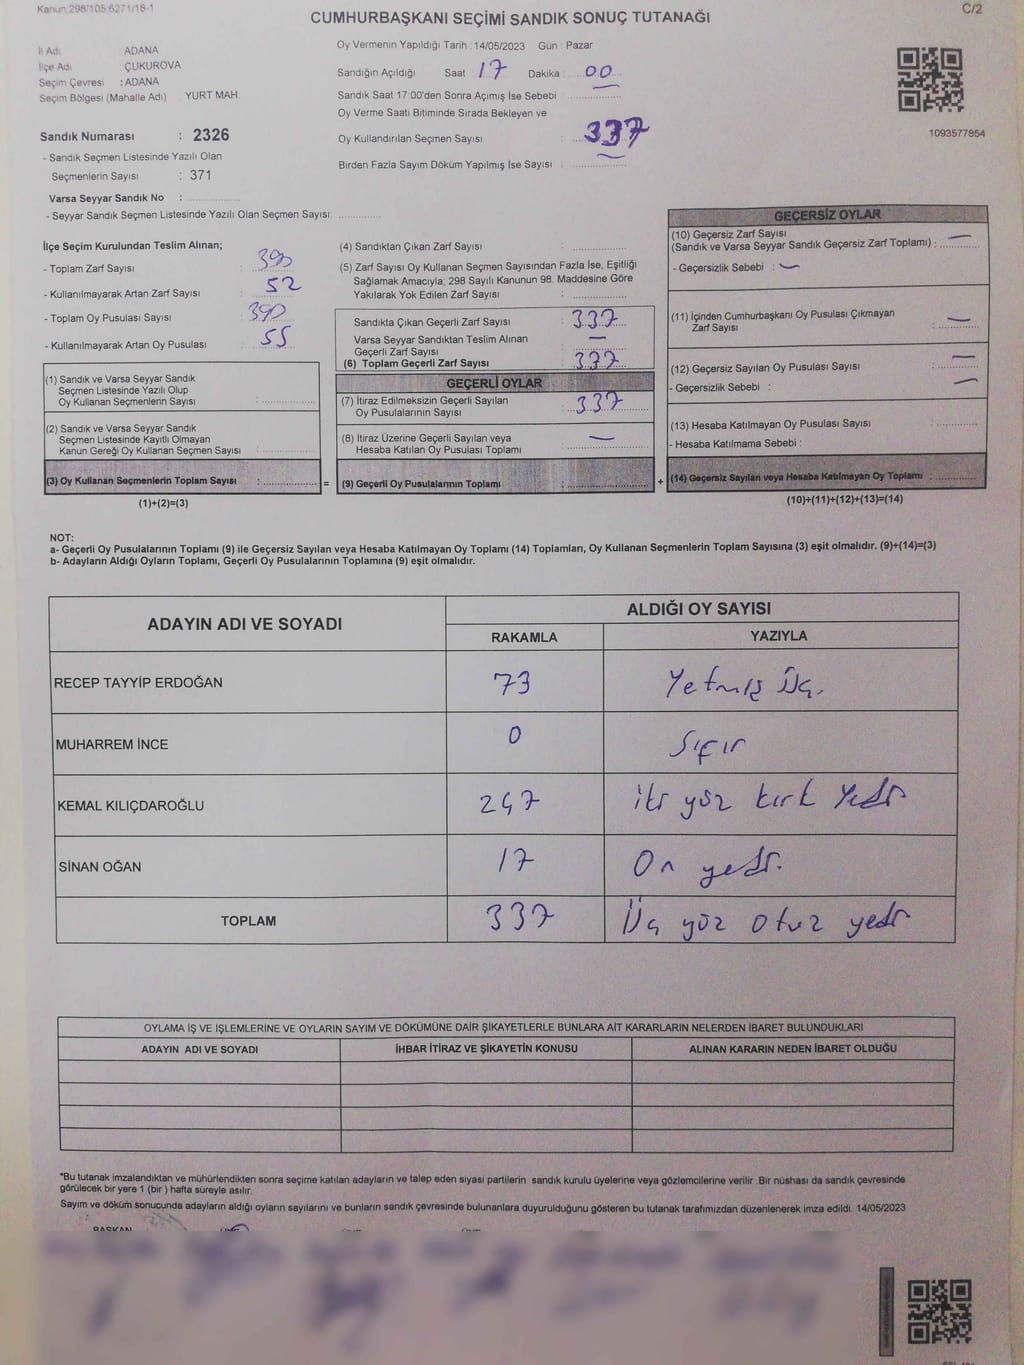 Kanun:298/105,6271/18-1
C/2
CUMHURBAŞKANI SEÇİMİ SANDIK SONUÇ TUTANAĞI
İl Adı : ADANA
İlçe Adı : ÇUKUROVA
Seçim Çevresi : ADANA
Seçim Bölgesi (Mahalle Adı) YURT MAH.
Sandık Numarası : 2326
- Sandık Seçmen Listesinde Yazılı Olan
Seçmenlerin Sayısı : 371
Varsa Seyyar Sandık No :
- Seyyar Sandık Seçmen Listesinde Yazılı Olan Seçmen Sayısı:
Oy Vermenin Yapıldığı Tarih : 14/05/2023 Gün : Pazar
Sandığın Açıldığı Saat 17 Dakika 00
Sandık Saat 17:00'den Sonra Açımış İse Sebebi
Oy Verme Saati Bitiminde Sırada Bekleyen ve
Oy Kullandırılan Seçmen Sayısı : 337
Birden Fazla Sayım Döküm Yapılmış İse Sayısı :
1093577854
İlçe Seçim Kurulundan Teslim Alınan;
- Toplam Zarf Sayısı : 390
- Kullanılmayarak Artan Zarf Sayısı : 52
- Toplam Oy Pusulası Sayısı : 390
- Kullanılmayarak Artan Oy Pusulası : 55
(1) Sandık ve Varsa Seyyar Sandık
Seçmen Listesinde Yazılı Olup
Oy Kullanan Seçmenlerin Sayısı :
(2) Sandık ve Varsa Seyyar Sandık
Seçmen Listesinde Kayıtlı Olmayan
Kanun Gereği Oy Kullanan Seçmen Sayısı :
(3) Oy Kullanan Seçmenlerin Toplam Sayısı :
(1)+(2)=(3)
=
(4) Sandıktan Çıkan Zarf Sayısı :
(5) Zarf Sayısı Oy Kullanan Seçmen Sayısından Fazla İse, Eşitliği
Sağlamak Amacıyla; 298 Sayılı Kanunun 98. Maddesine Göre
Yakılarak Yok Edilen Zarf Sayısı :
Sandıkta Çıkan Geçerli Zarf Sayısı : 337
Varsa Seyyar Sandıktan Teslim Alınan
Geçerli Zarf Sayısı : —
(6) Toplam Geçerli Zarf Sayısı : 337
GEÇERLİ OYLAR
(7) İtiraz Edilmeksizin Geçerli Sayılan
Oy Pusulalarının Sayısı : 337
(8) İtiraz Üzerine Geçerli Sayılan veya —
Hesaba Katılan Oy Pusulası Toplamı :
(9) Geçerli Oy Pusulalarının Toplamı :
+
GEÇERSİZ OYLAR
(10) Geçersiz Zarf Sayısı —
(Sandık ve Varsa Seyyar Sandık Geçersiz Zarf Toplamı) :
- Geçersizlik Sebebi : —
(11) İçinden Cumhurbaşkanı Oy Pusulası Çıkmayan —
Zarf Sayısı :
(12) Geçersiz Sayılan Oy Pusulası Sayısı : —
- Geçersizlik Sebebi : —
(13) Hesaba Katılmayan Oy Pusulası Sayısı :
- Hesaba Katılmama Sebebi :
(14) Geçersiz Sayılan veya Hesaba Katılmayan Oy Toplamı :
(10)+(11)+(12)+(13)=(14)
NOT:
a- Geçerli Oy Pusulalarının Toplamı (9) ile Geçersiz Sayılan veya Hesaba Katılmayan Oy Toplamı (14) Toplamları, Oy Kullanan Seçmenlerin Toplam Sayısına (3) eşit olmalıdır. (9)+(14)=(3)
b- Adayların Aldığı Oyların Toplamı, Geçerli Oy Pusulalarının Toplamına (9) eşit olmalıdır.
ADAYIN ADI VE SOYADI
ALDIĞI OY SAYISI
RAKAMLA YAZIYLA
RECEP TAYYİP ERDOĞAN 73 Yetmiş Üç.
MUHARREM İNCE 0 Sıfır
KEMAL KILIÇDAROĞLU 247 iki yüz kırk Yedi
SİNAN OĞAN 17 On yedi.
TOPLAM 337 Üç yüz otuz yedi
OYLAMA İŞ VE İŞLEMLERİNE VE OYLARIN SAYIM VE DÖKÜMÜNE DAİR ŞİKAYETLERLE BUNLARA AİT KARARLARIN NELERDEN İBARET BULUNDUKLARI
ADAYIN ADI VE SOYADI İHBAR İTİRAZ VE ŞİKAYETİN KONUSU ALINAN KARARIN NEDEN İBARET OLDUĞU
*Bu tutanak imzalandıktan ve mühürlendikten sonra seçime katılan adayların ve talep eden siyasi partilerin sandık kurulu üyelerine veya gözlemcilerine verilir .Bir nüshası da sandık çevresinde
görülecek bir yere 1 (bir ) hafta süreyle asılır.
Sayım ve döküm sonucunda adayların aldığı oyların sayılarını ve bunların sandık çevresinde bulunanlara duyurulduğunu gösteren bu tutanak tarafımızdan düzenlenerek imza edildi. 14/05/2023
BAŞKAN